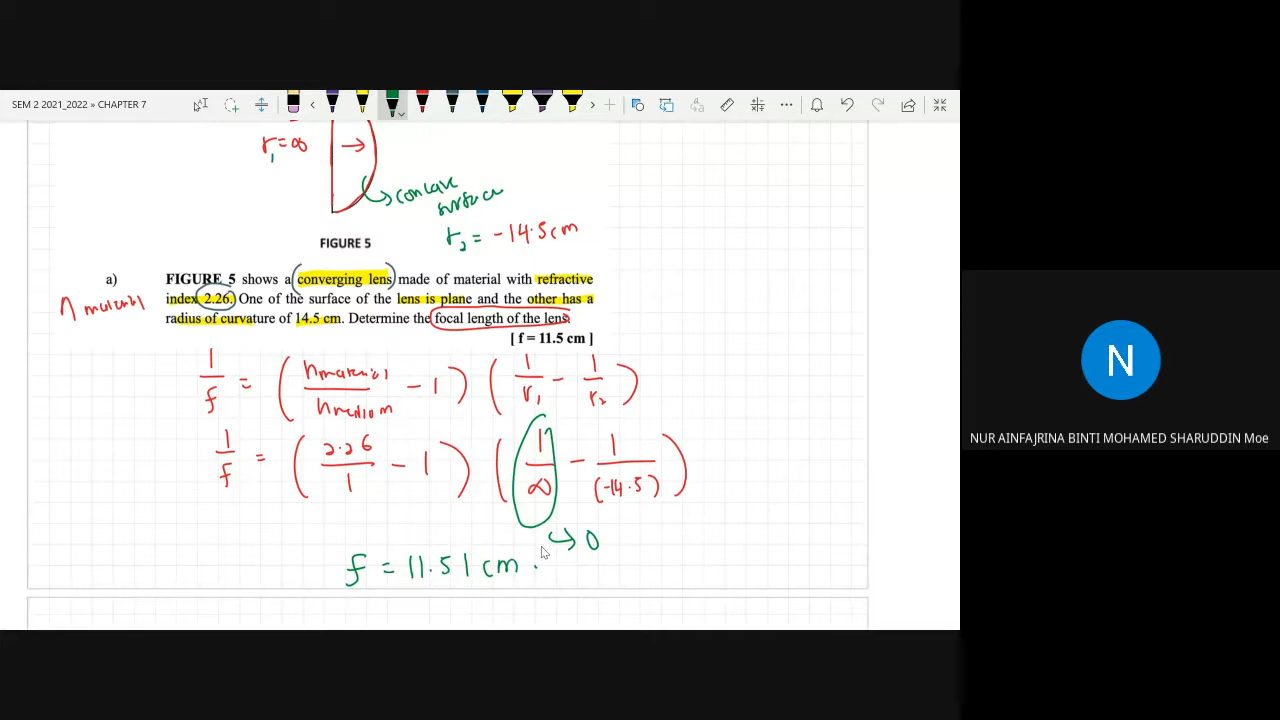 SEM 2 2021_2022 » CHAPTER 7
r₁ = ∞
concave
surface
r₂ = -14.5cm
FIGURE 5
a) FIGURE 5 shows a converging lens made of material with refractive
index 2.26. One of the surface of the lens is plane and the other has a
radius of curvature of 14.5 cm. Determine the focal length of the lens.
[ f = 11.5 cm ]
n material
1/f = (nmaterial/nmedium - 1) (1/r₁ - 1/r₂)
1/f = (2.26/1 - 1) (1/∞ - 1/(-14.5))
→ 0
f = 11.51 cm.
N
NUR AINFAJRINA BINTI MOHAMED SHARUDDIN Moe